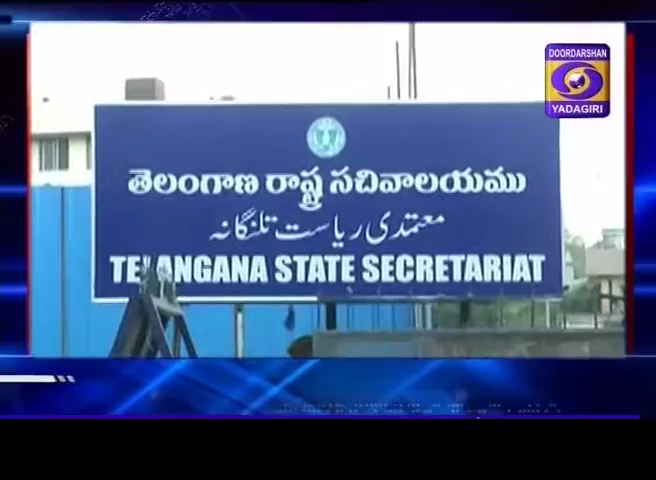 DOORDARSHAN
YADAGIRI
తెలంగాణ రాష్ట్ర సచివాలయము
معتمدی ریاست تلنگانہ
TELANGANA STATE SECRETARIAT